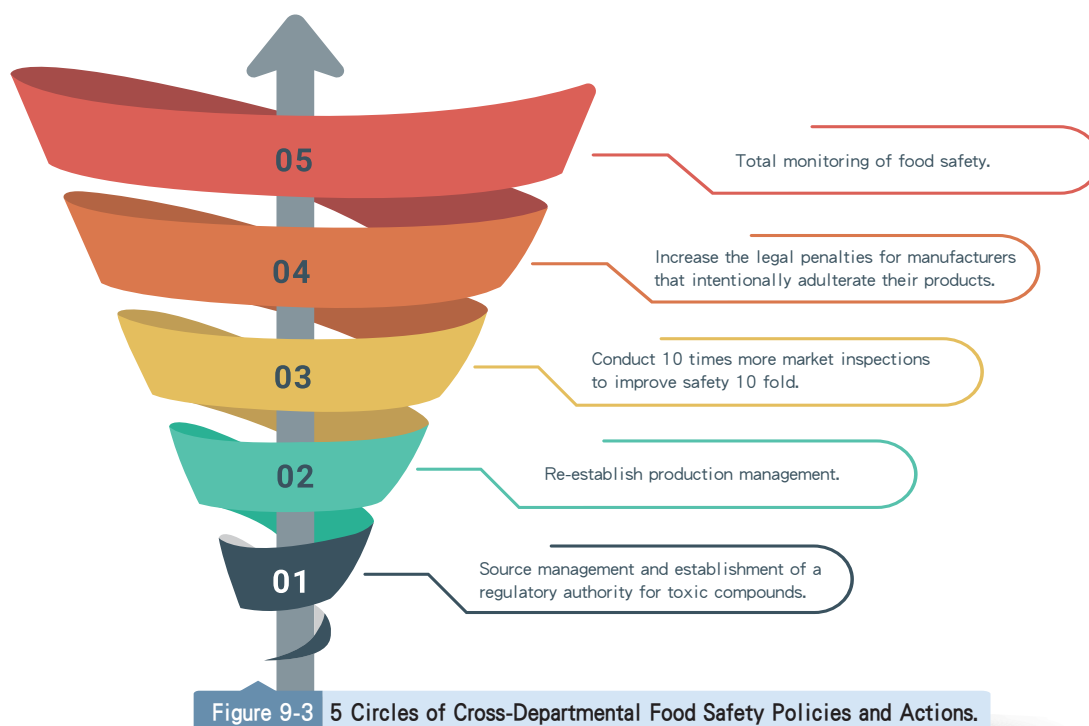 05
Total monitoring of food safety.
04
Increase the legal penalties for manufacturers
that intentionally adulterate their products.
03
Conduct 10 times more market inspections
to improve safety 10 fold.
02
Re-establish production management.
01
Source management and establishment of a
regulatory authority for toxic compounds.
Figure 9-3 5 Circles of Cross-Departmental Food Safety Policies and Actions.